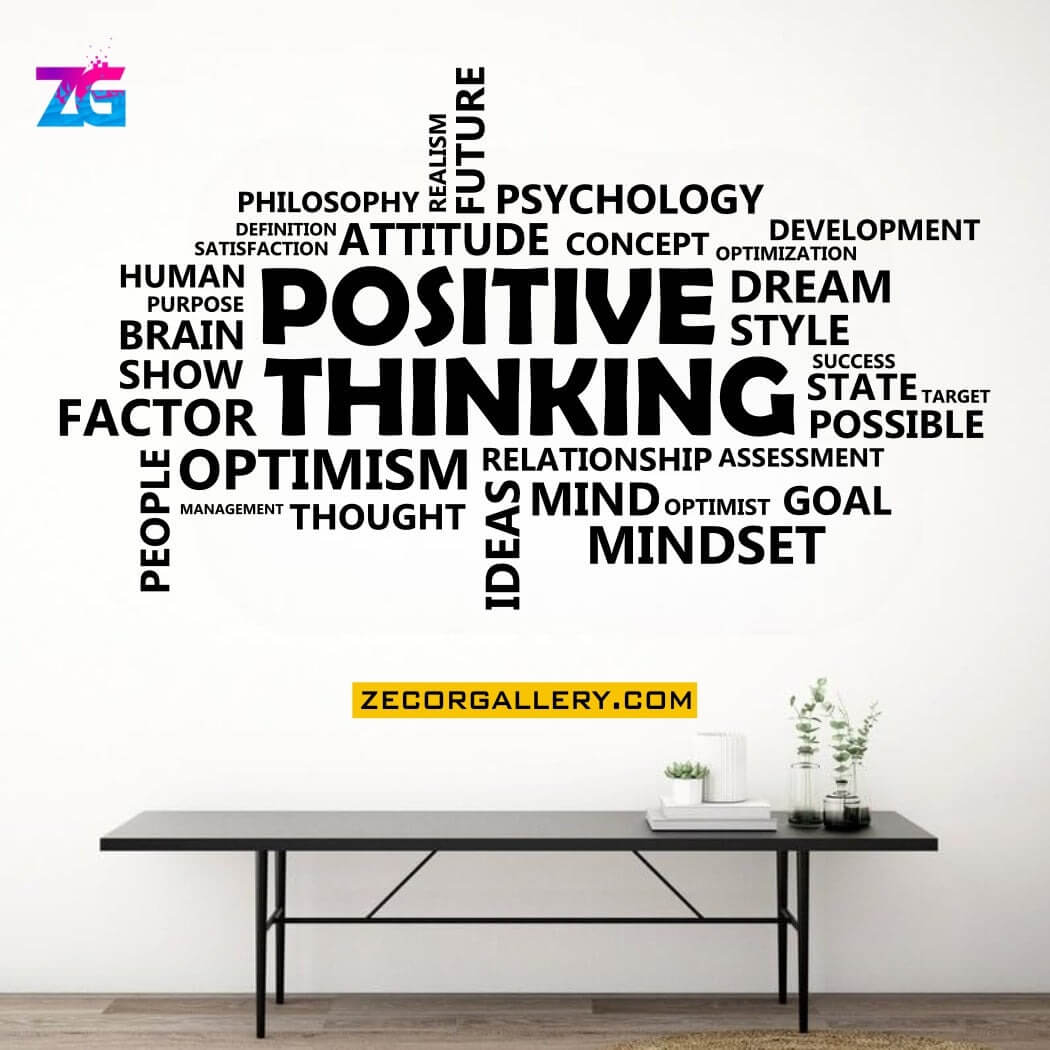 ZG
REALISM
FUTURE
PHILOSOPHY
PSYCHOLOGY
DEFINITION
SATISFACTION
ATTITUDE
CONCEPT
DEVELOPMENT
OPTIMIZATION
HUMAN
PURPOSE
BRAIN
SHOW
FACTOR
POSITIVE
THINKING
DREAM
STYLE
SUCCESS
STATE
TARGET
POSSIBLE
PEOPLE
OPTIMISM
MANAGEMENT
THOUGHT
RELATIONSHIP
ASSESSMENT
IDEAS
MIND
OPTIMIST
GOAL
MINDSET
ZECORGALLERY.COM